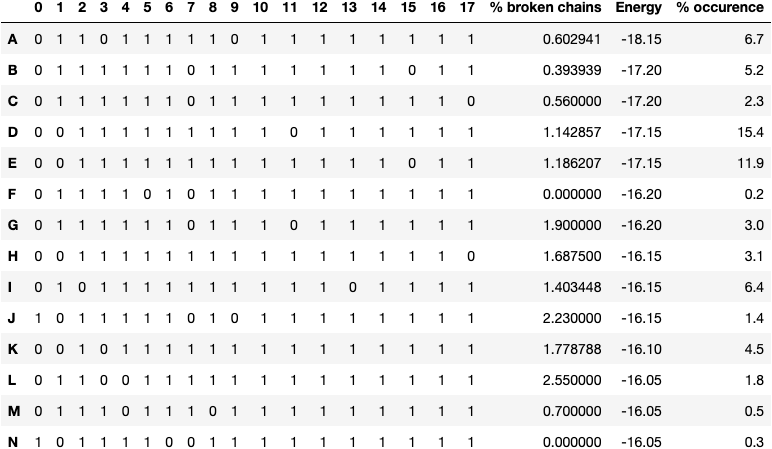 0 1 2 3 4 5 6 7 8 9 10 11 12 13 14 15 16 17 % broken chains Energy % occurence
A 0 1 1 0 1 1 1 1 1 0 1 1 1 1 1 1 1 1 0.602941 -18.15 6.7
B 0 1 1 1 1 1 1 0 1 1 1 1 1 1 1 0 1 1 0.393939 -17.20 5.2
C 0 1 1 1 1 1 1 0 1 1 1 1 1 1 1 1 1 0 0.560000 -17.20 2.3
D 0 0 1 1 1 1 1 1 1 1 1 0 1 1 1 1 1 1 1.142857 -17.15 15.4
E 0 0 1 1 1 1 1 1 1 1 1 1 1 1 1 0 1 1 1.186207 -17.15 11.9
F 0 1 1 1 1 0 1 0 1 1 1 1 1 1 1 1 1 1 0.000000 -16.20 0.2
G 0 1 1 1 1 1 1 0 1 1 1 0 1 1 1 1 1 1 1.900000 -16.20 3.0
H 0 0 1 1 1 1 1 1 1 1 1 1 1 1 1 1 1 0 1.687500 -16.15 3.1
I 0 1 0 1 1 1 1 1 1 1 1 1 1 0 1 1 1 1 1.403448 -16.15 6.4
J 1 0 1 1 1 1 1 0 1 0 1 1 1 1 1 1 1 1 2.230000 -16.15 1.4
K 0 0 1 0 1 1 1 1 1 1 1 1 1 1 1 1 1 1 1.778788 -16.10 4.5
L 0 1 1 0 0 1 1 1 1 1 1 1 1 1 1 1 1 1 2.550000 -16.05 1.8
M 0 1 1 1 0 1 1 1 0 1 1 1 1 1 1 1 1 1 0.700000 -16.05 0.5
N 1 0 1 1 1 1 0 0 1 1 1 1 1 1 1 1 1 1 0.000000 -16.05 0.3